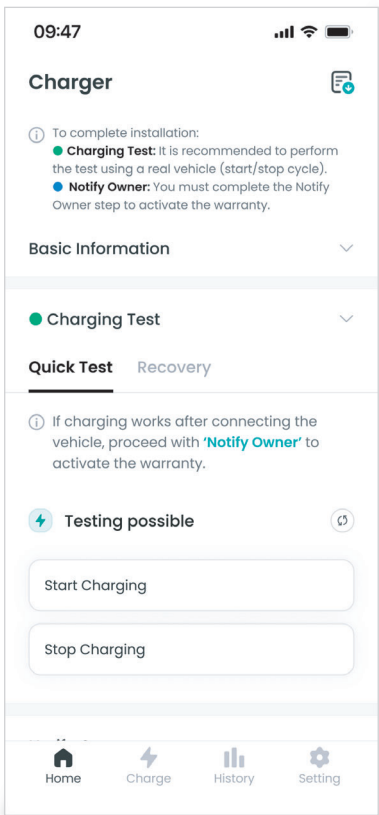 09:47
Charger
To complete installation:
Charging Test: It is recommended to perform
the test using a real vehicle (start/stop cycle).
Notify Owner: You must complete the Notify
Owner step to activate the warranty.
Basic Information
Charging Test
Quick Test Recovery
If charging works after connecting the
vehicle, proceed with ‘Notify Owner’ to
activate the warranty.
Testing possible
Start Charging
Stop Charging
Home Charge History Setting